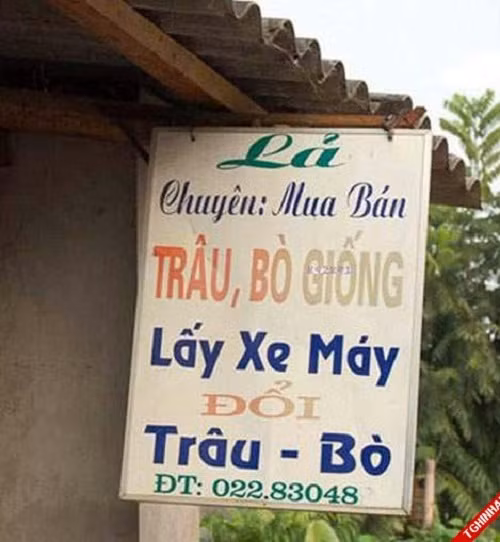 Lả
Chuyên: Mua Bán
TRÂU, BÒ GIỐNG
Lấy Xe Máy
ĐỔI
Trâu - Bò
ĐT: 022.83048